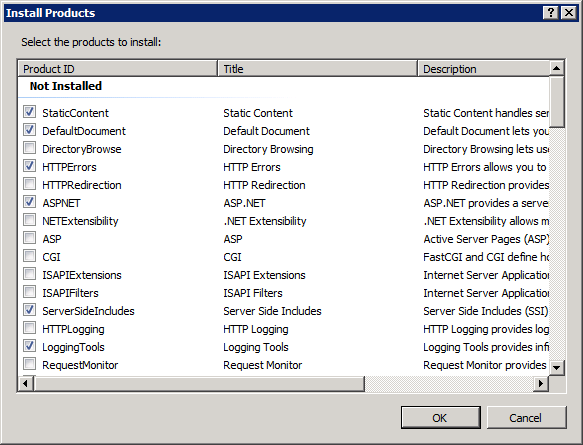 Install Products
Select the products to install:
Product ID Title Description
Not Installed
StaticContent Static Content Static Content handles ser
DefaultDocument Default Document Default Document lets you
DirectoryBrowse Directory Browsing Directory Browsing lets use
HTTPErrors HTTP Errors HTTP Errors allows you to
HTTPRedirection HTTP Redirection HTTP Redirection provides
ASPNET ASP.NET ASP.NET provides a serve
NETExtensibility .NET Extensibility .NET Extensibility allows m
ASP ASP Active Server Pages (ASP)
CGI CGI FastCGI and CGI define ho
ISAPIExtensions ISAPI Extensions Internet Server Application
ISAPIFilters ISAPI Filters Internet Server Application
ServerSideIncludes Server Side Includes Server Side Includes (SSI)
HTTPLogging HTTP Logging HTTP Logging provides log
LoggingTools Logging Tools Logging Tools provides infr
RequestMonitor Request Monitor Request Monitor provides
OK Cancel